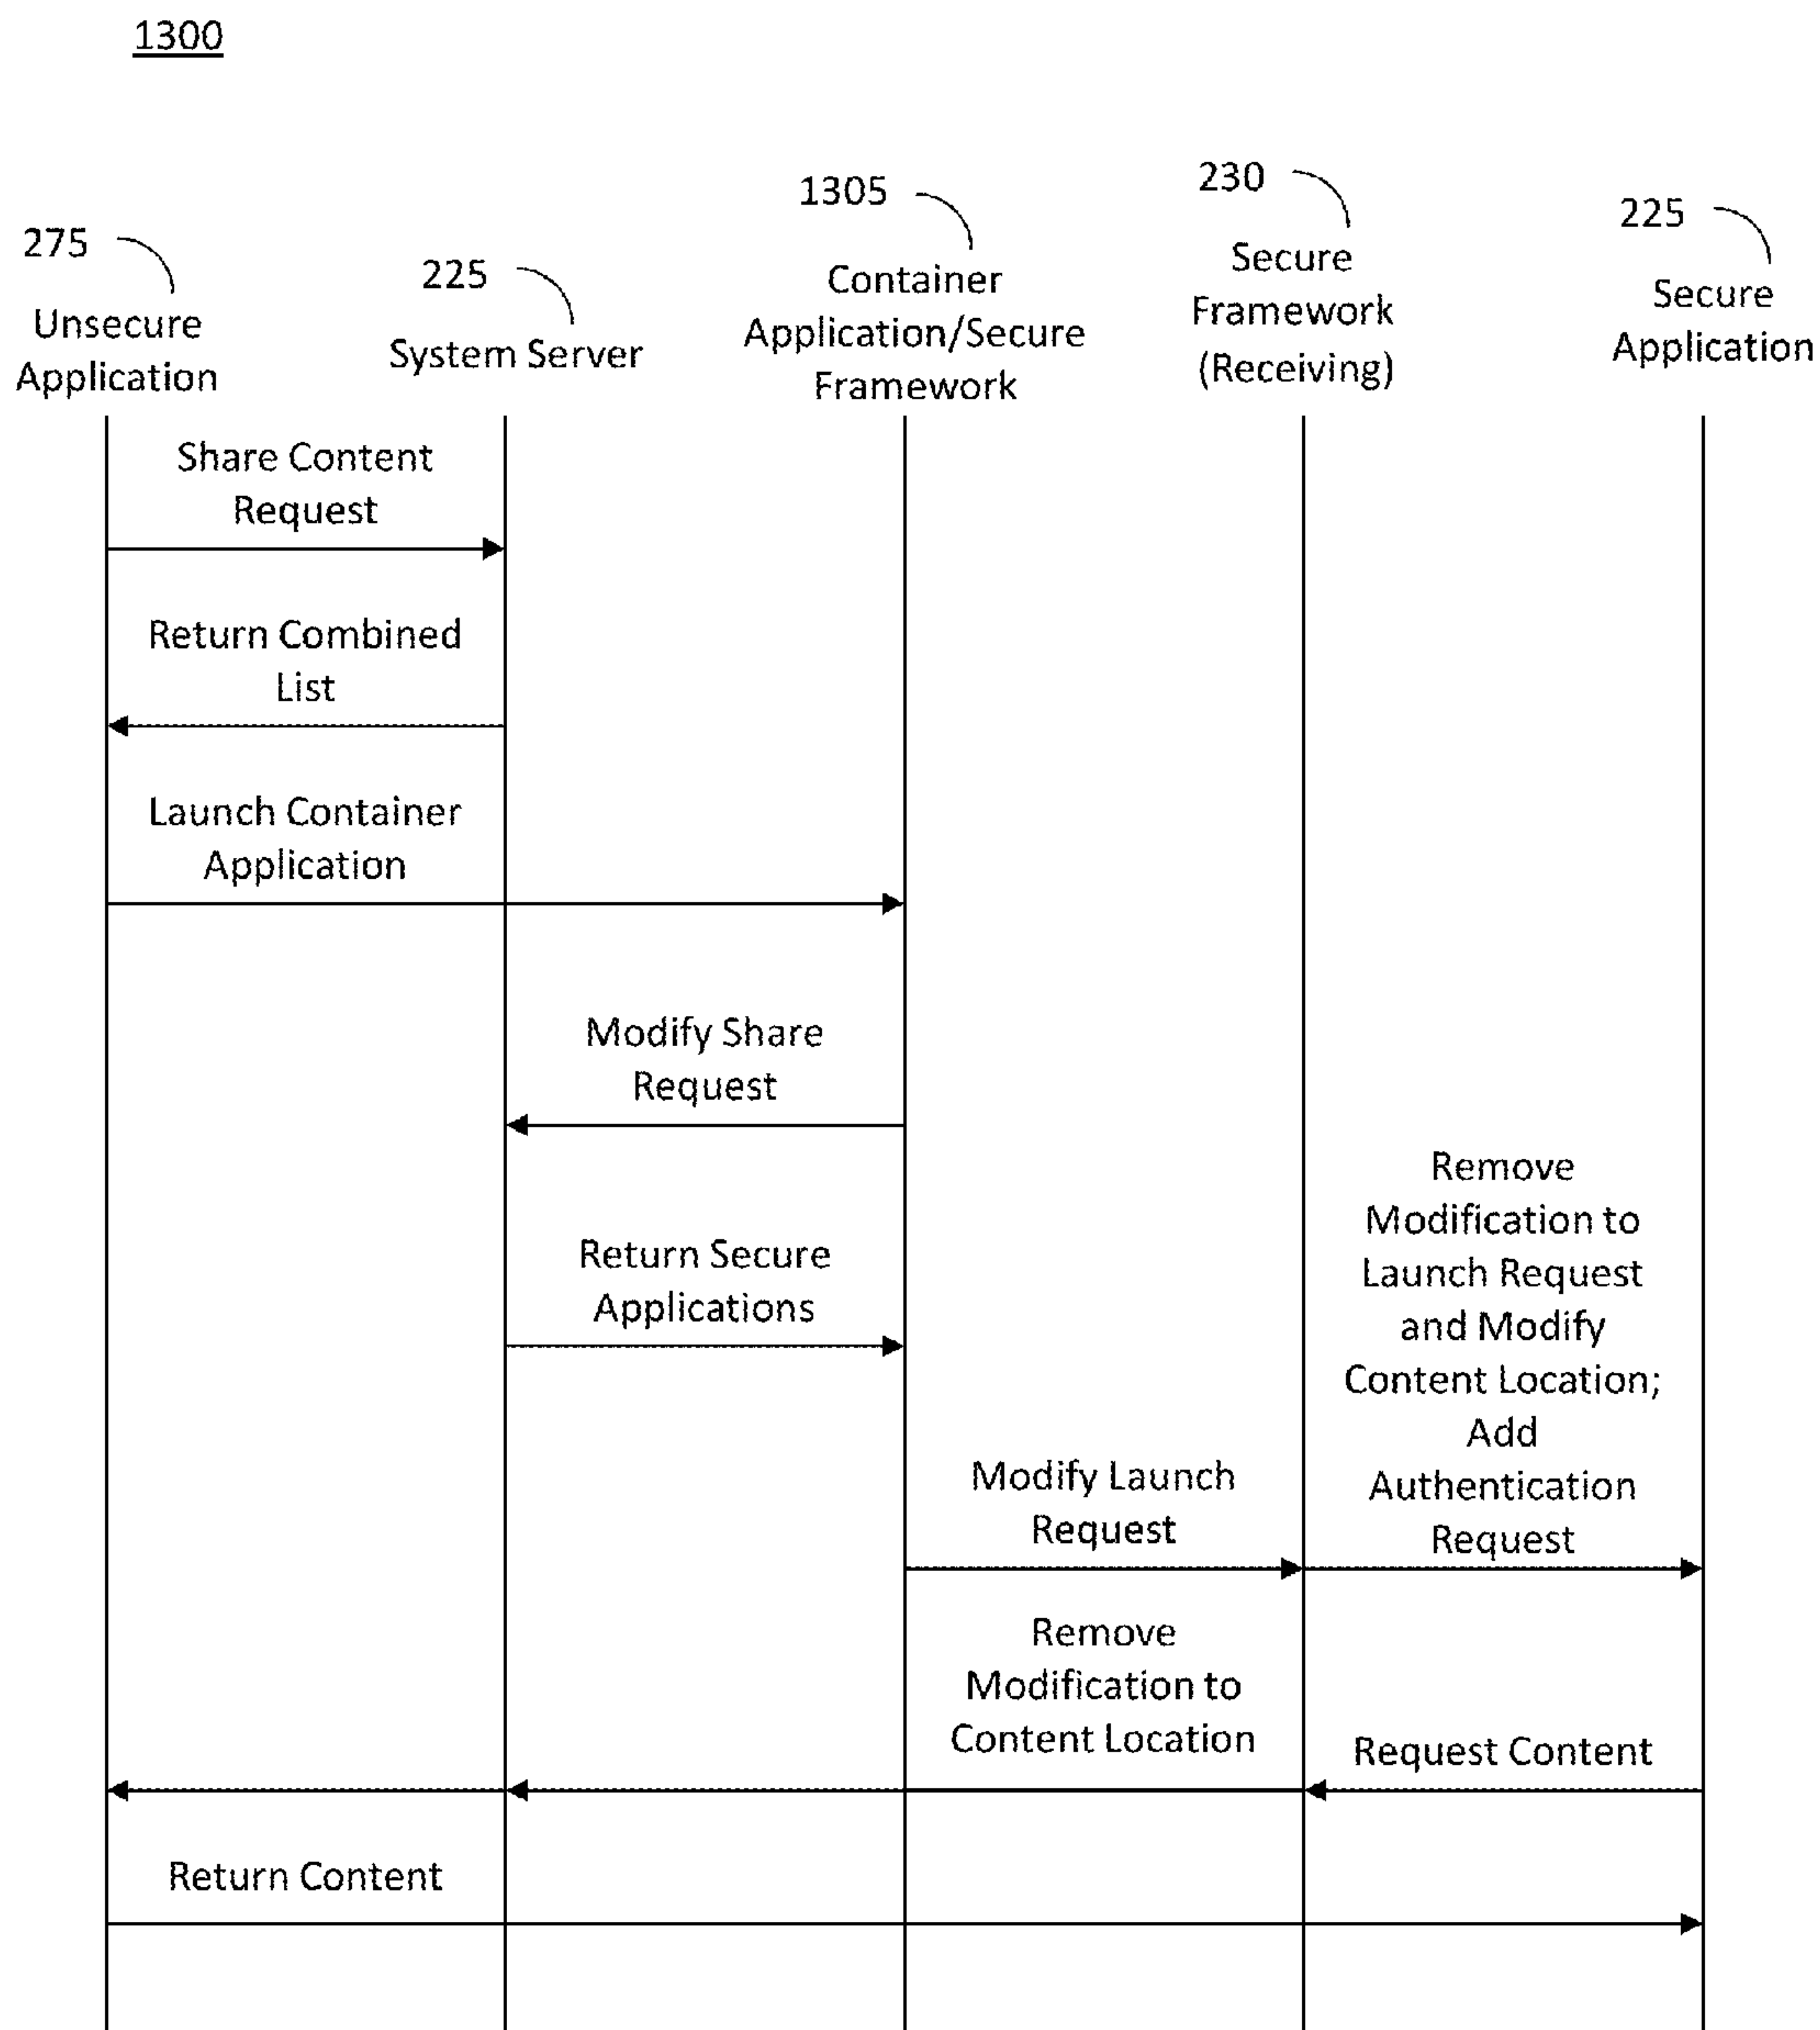 1300
275
Unsecure
Application
225
System Server
1305
Container
Application/Secure
Framework
230
Secure
Framework
(Receiving)
225
Secure
Application
Share Content
Request
Return Combined
List
Launch Container
Application
Modify Share
Request
Return Secure
Applications
Modify Launch
Request
Remove
Modification to
Launch Request
and Modify
Content Location;
Add
Authentication
Request
Remove
Modification to
Content Location
Request Content
Return Content